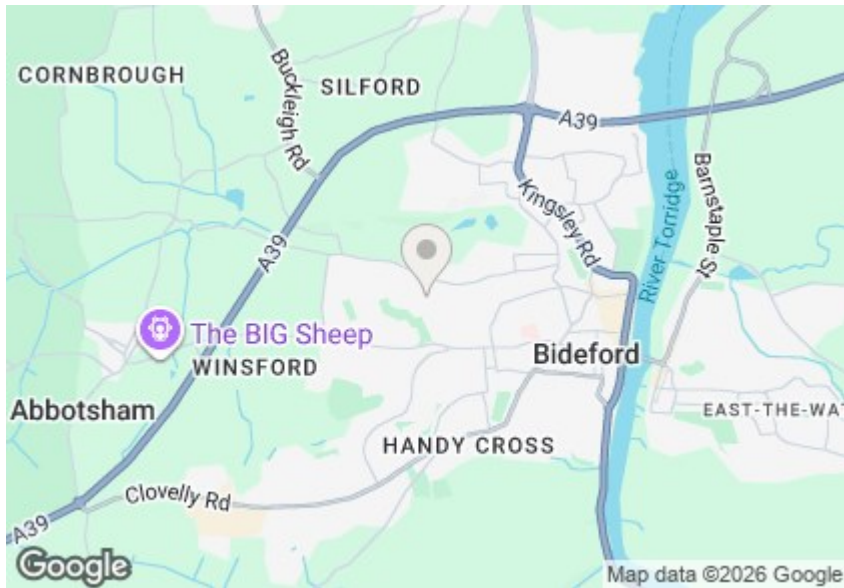 CORNBROUGH
Buckleigh Rd
SILFORD
A39
Kingsley Rd
Barnstaple St
River Torridge
A39
The BIG Sheep
WINSFORD
Bideford
Abbotsham
EAST-THE-WAT
HANDY CROSS
Clovelly Rd
A39
Google
Map data ©2026 Google